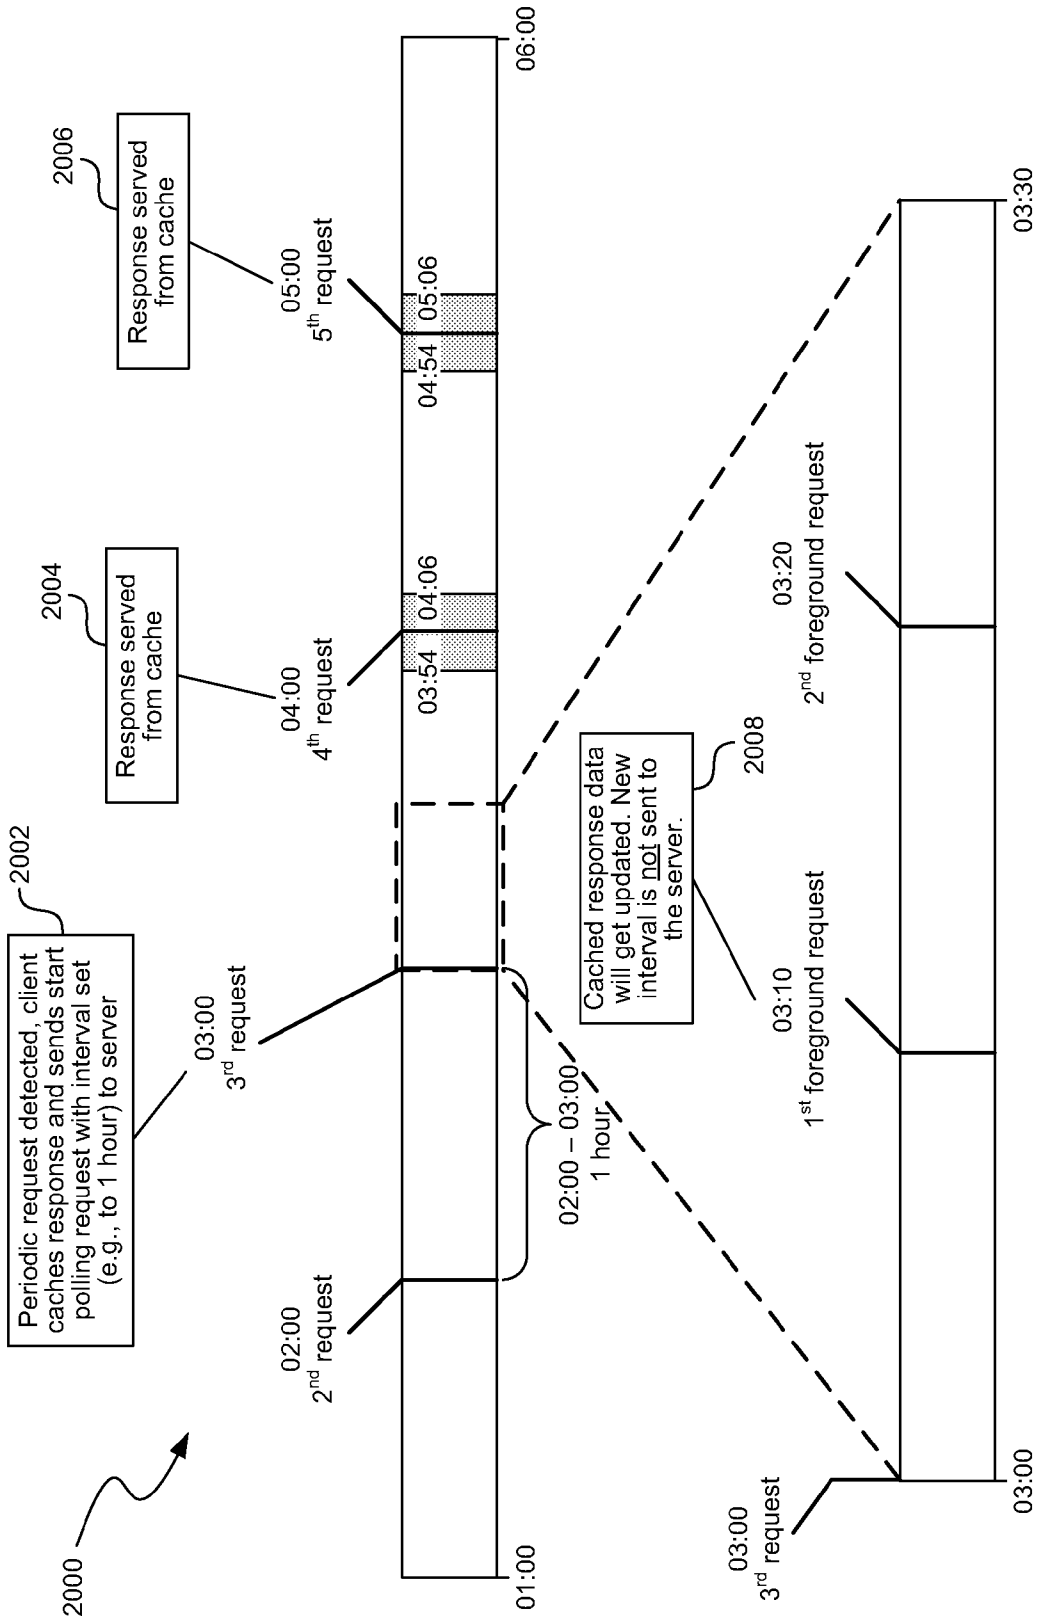 2000
2002
Periodic request detected, client
caches response and sends start
polling request with interval set
(e.g., to 1 hour) to server
2004
Response served
from cache
2006
Response served
from cache
02:00
2nd request
03:00
3rd request
04:00
4th request
05:00
5th request
03:54
04:06
04:54
05:06
01:00
06:00
02:00 – 03:00
1 hour
Cached response data
will get updated. New
interval is not sent to
the server.
2008
03:00
3rd request
03:10
1st foreground request
03:20
2nd foreground request
03:00
03:30